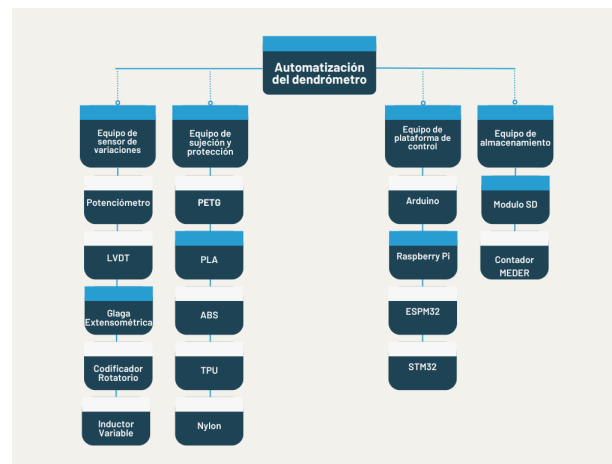 Automatización
del dendrómetro
Equipo de
sensor de
variaciones
Potenciómetro
LVDT
Glaga
Extensométrica
Codificador
Rotatorio
Inductor
Variable
Equipo de
sujeción y
protección
PETG
PLA
ABS
TPU
Nylon
Equipo de
plataforma de
control
Arduino
Raspberry Pi
ESPM32
STM32
Equipo de
almacenamiento
Modulo SD
Contador
MEDER